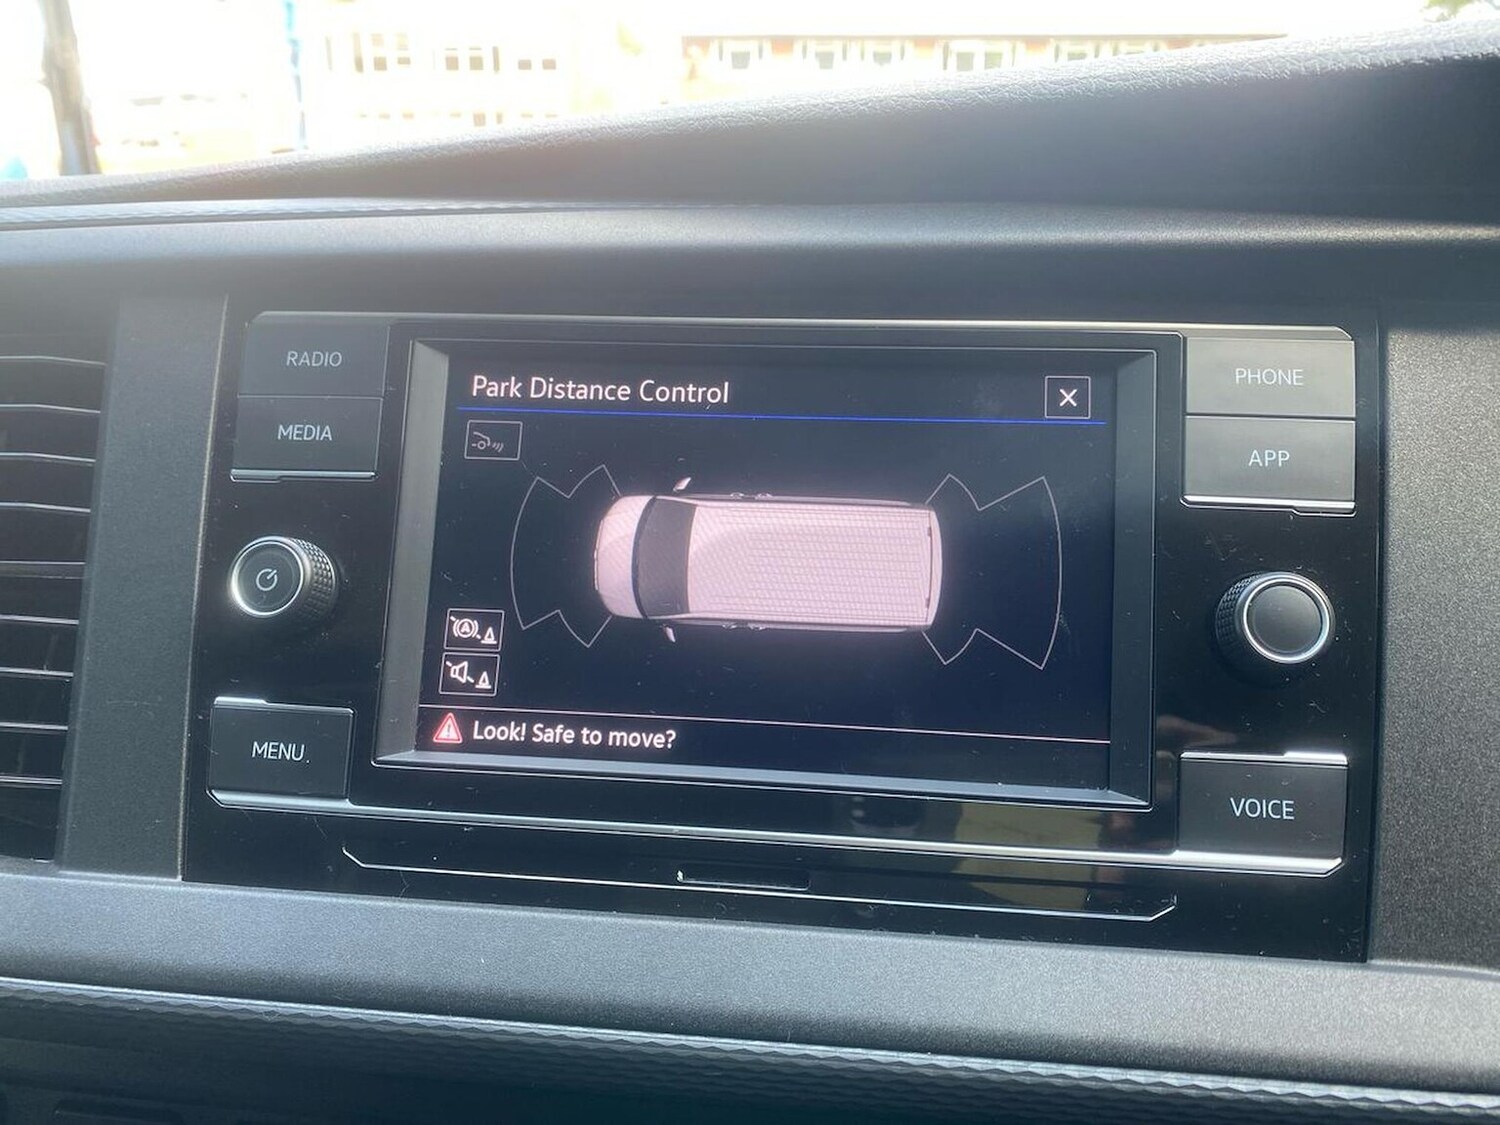 RADIO
MEDIA
MENU
Park Distance Control
Look! Safe to move?
PHONE
APP
VOICE